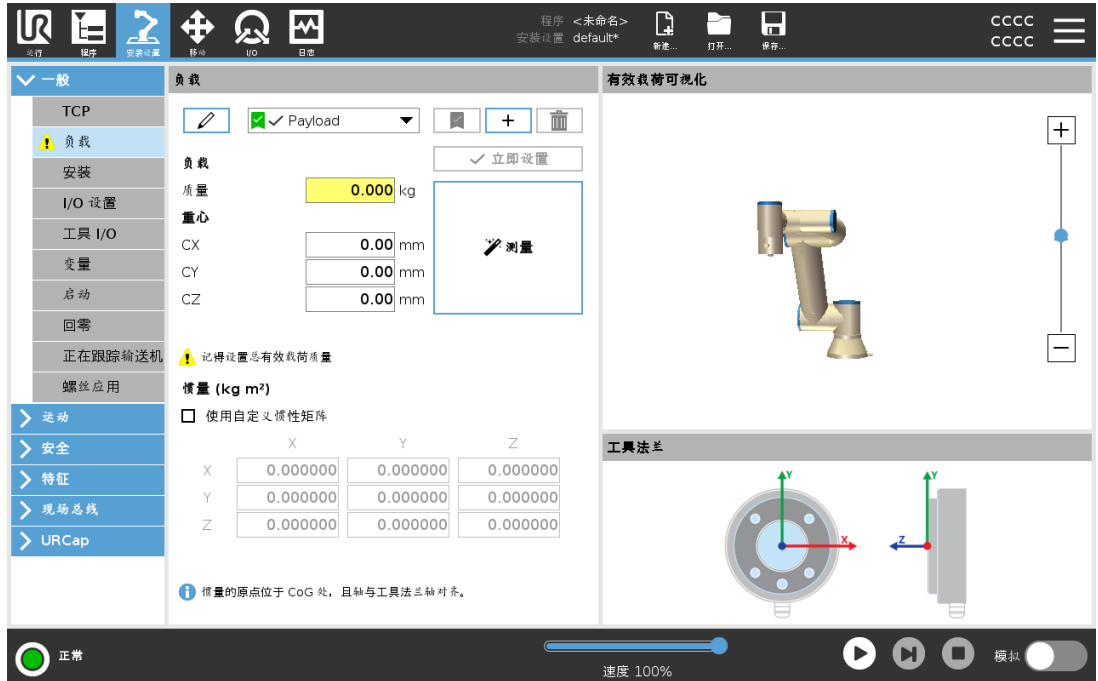 程序 <未命名>
安装设置 default*
CCCC
CCCC
运行 程序 安装设置 移动 I/O 日志 新建... 打开... 保存...
一般
TCP
负载
安装
I/O 设置
工具 I/O
变量
启动
回零
正在跟踪输送机
螺丝应用
运动
安全
特征
现场总线
URCap
负载
Payload
立即设置
负载
质量 0.000 kg
重心
CX 0.00 mm
CY 0.00 mm
CZ 0.00 mm
测量
记得设置总有效载荷质量
惯量 (kg m²)
使用自定义惯性矩阵
X Y Z
X 0.000000 0.000000 0.000000
Y 0.000000 0.000000 0.000000
Z 0.000000 0.000000 0.000000
惯量的原点位于 CoG 处，且轴与工具法兰轴对齐。
有效载荷可视化
工具法兰
Y
X
Y
Z
正常
速度 100%
模拟